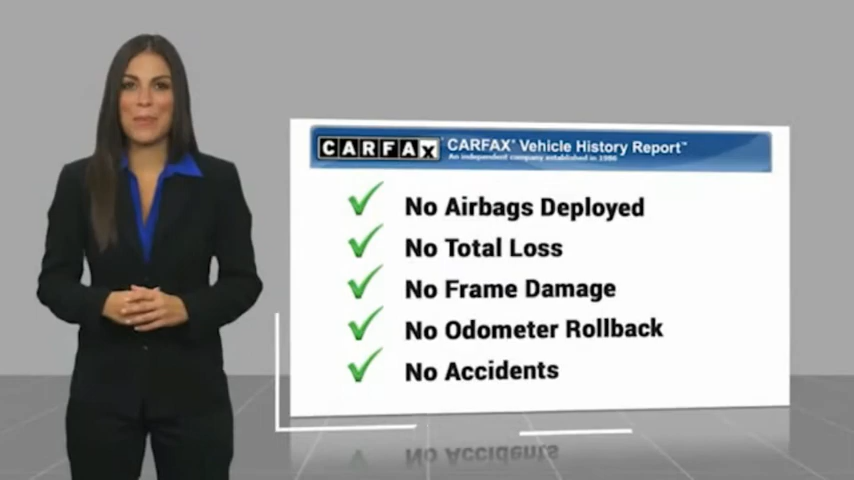 CARFAX CARFAX® Vehicle History Report™
An independent company established in 1986
No Airbags Deployed
No Total Loss
No Frame Damage
No Odometer Rollback
No Accidents
No Accidents